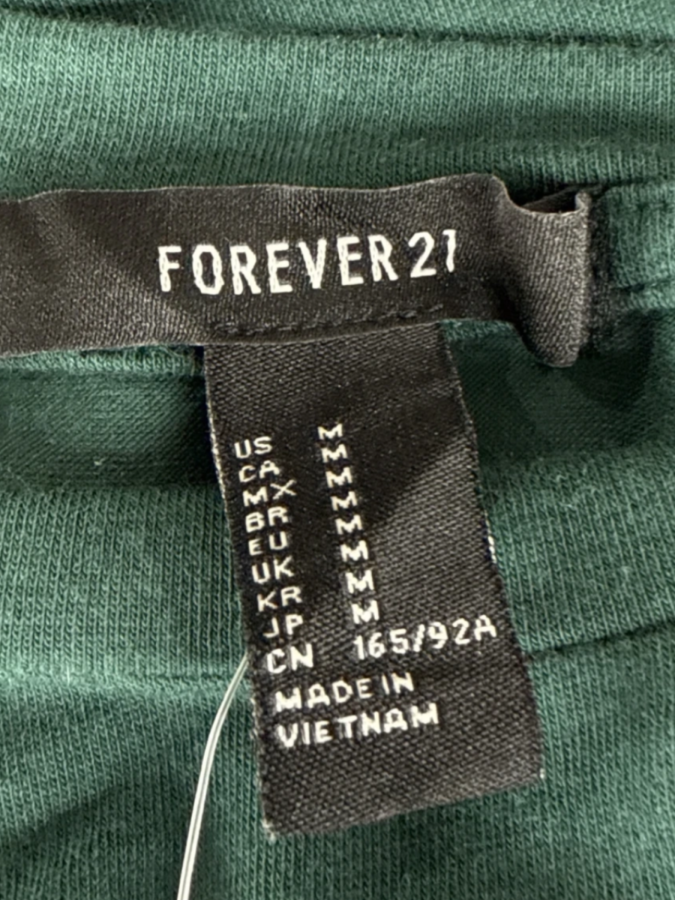 FOREVER 21
US M
CA M
MX M
BR M
EU M
UK M
KR M
JP M
CN 165/92A
MADE IN
VIETNAM